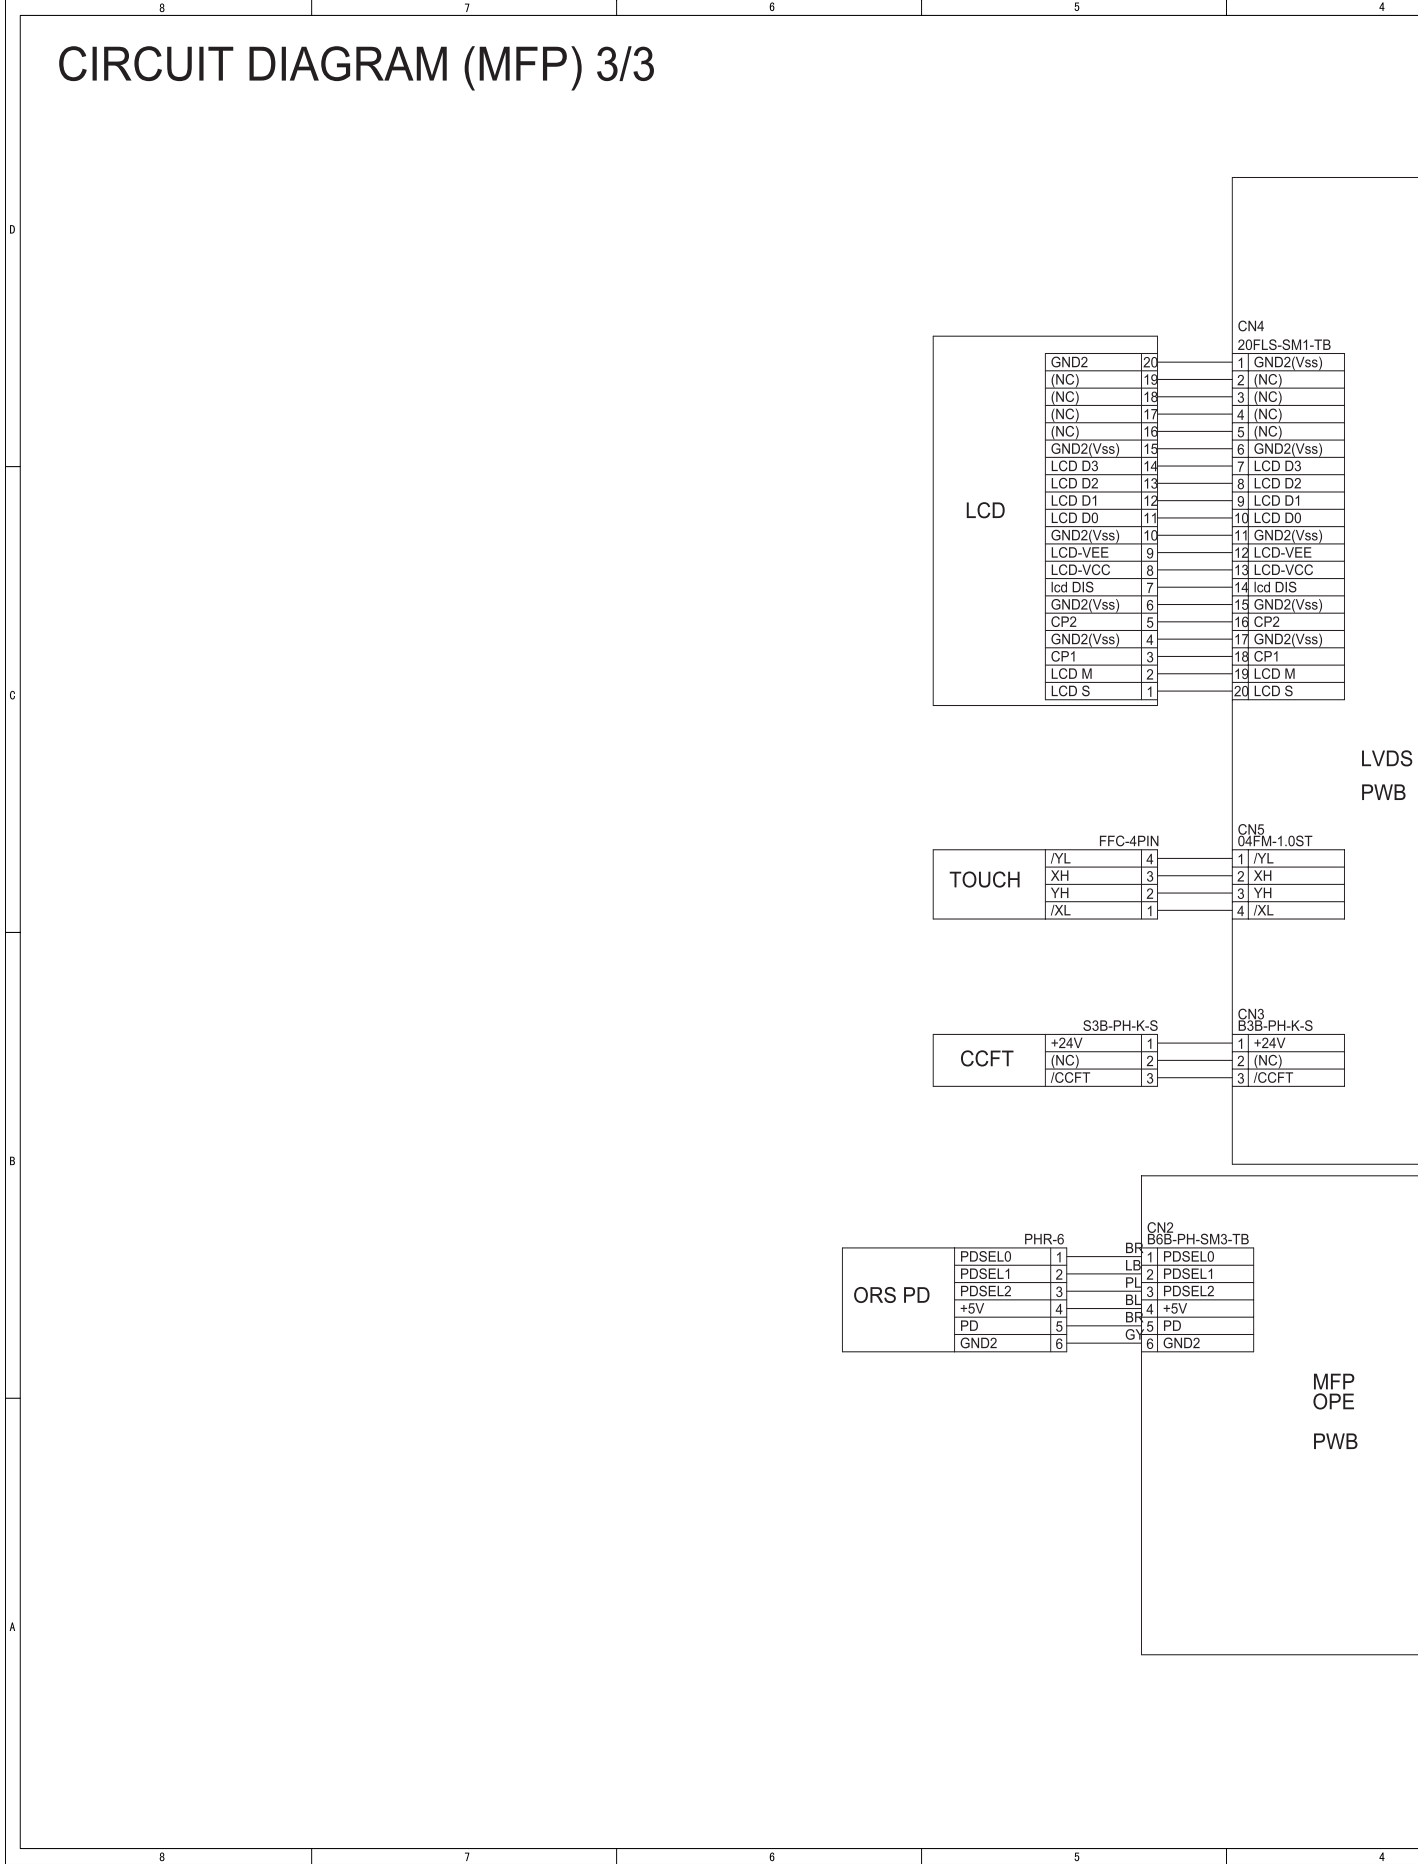 8 7 6 5 4
CIRCUIT DIAGRAM (MFP) 3/3
D
CN4
20FLS-SM1-TB
GND2 20 1 GND2(Vss)
(NC) 19 2 (NC)
(NC) 18 3 (NC)
(NC) 17 4 (NC)
(NC) 16 5 (NC)
GND2(Vss) 15 6 GND2(Vss)
LCD D3 14 7 LCD D3
LCD D2 13 8 LCD D2
LCD D1 12 9 LCD D1
LCD
LCD D0 11 10 LCD D0
GND2(Vss) 10 11 GND2(Vss)
LCD-VEE 9 12 LCD-VEE
LCD-VCC 8 13 LCD-VCC
lcd DIS 7 14 lcd DIS
GND2(Vss) 6 15 GND2(Vss)
CP2 5 16 CP2
GND2(Vss) 4 17 GND2(Vss)
CP1 3 18 CP1
LCD M 2 19 LCD M
LCD S 1 20 LCD S
C
LVDS
PWB
CN5
FFC-4PIN 04FM-1.0ST
/YL 4 1 /YL
TOUCH
XH 3 2 XH
YH 2 3 YH
/XL 1 4 /XL
CN3
S3B-PH-K-S B3B-PH-K-S
+24V 1 1 +24V
CCFT
(NC) 2 2 (NC)
/CCFT 3 3 /CCFT
B
CN2
PHR-6 B6B-PH-SM3-TB
PDSEL0 1 BR 1 PDSEL0
PDSEL1 2 LB 2 PDSEL1
ORS PD
PDSEL2 3 PL 3 PDSEL2
+5V 4 BL 4 +5V
PD 5 BR 5 PD
GND2 6 GY 6 GND2
MFP
OPE
PWB
A
8 7 6 5 4